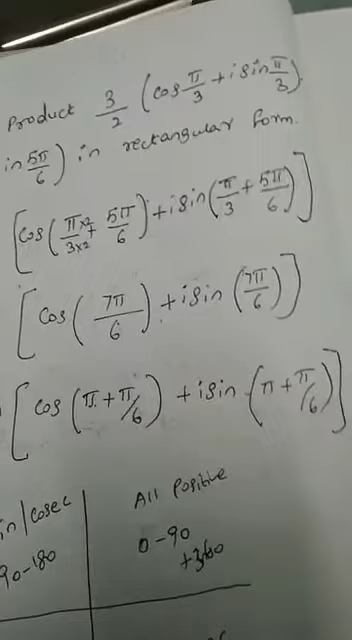 Product 3/2 (cos π/3 + i sin π/3).
in 5π/6) in rectangular form.
[cos(π×2/3×2 + 5π/6) + i sin(π/3 + 5π/6)]
[cos(7π/6) + i sin(7π/6)]
[cos(π + π/6) + i sin(π + π/6)]
in/cosec
90-180
All Positive
0-90
+360